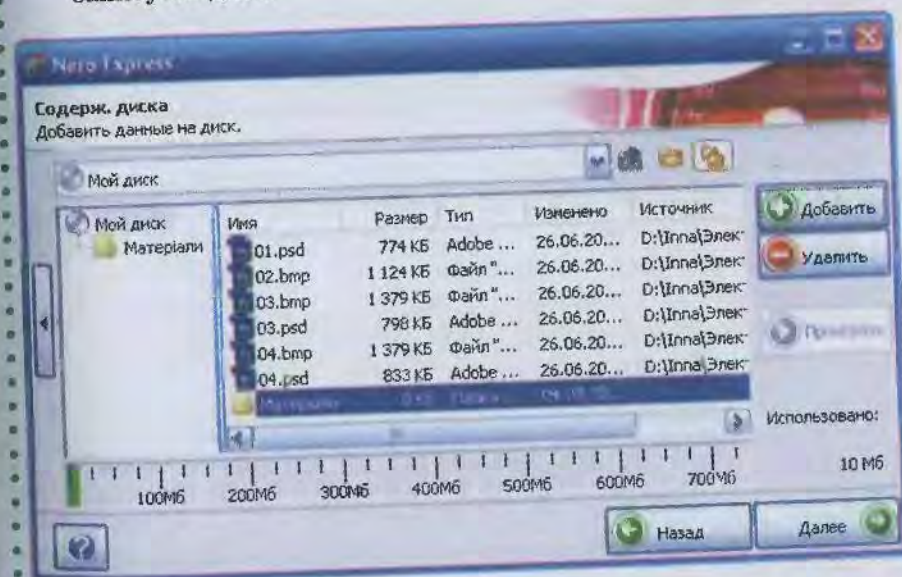 Nero Express
Содерж. диска
Добавить данные на диск.
Мой диск
Мой диск
Матеріали
Имя Размер Тип Изменено Источник
01.psd 774 КБ Adobe ... 26.06.20... D:\Inna\Элек
02.bmp 1 124 КБ Файл "... 26.06.20... D:\Inna\Элек
03.bmp 1 379 КБ Файл "... 26.06.20... D:\Inna\Элек
03.psd 798 КБ Adobe ... 26.06.20... D:\Inna\Элек
04.bmp 1 379 КБ Файл "... 26.06.20... D:\Inna\Элек
04.psd 833 КБ Adobe ... 26.06.20... D:\Inna\Элек
Матеріали
Добавить
Удалить
Использовано:
10 Мб
100Мб 200Мб 300Мб 400Мб 500Мб 600Мб 700Мб
Назад
Далее